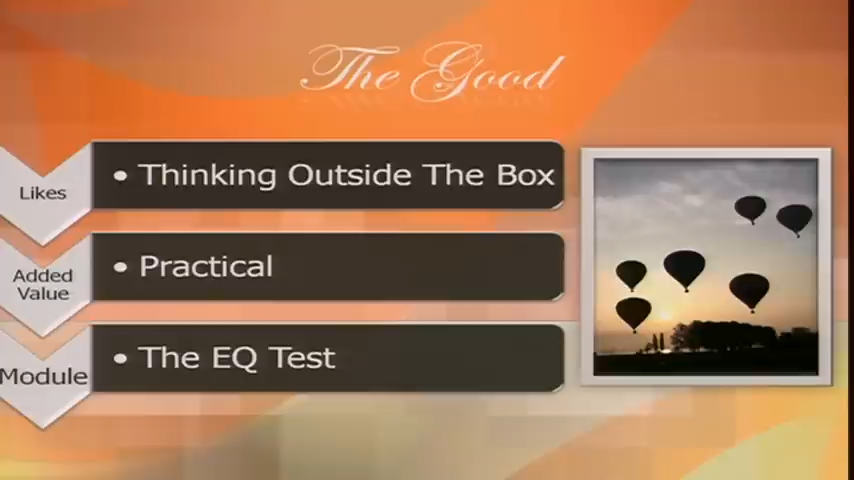 The Good
Likes
• Thinking Outside The Box
Added
Value
• Practical
Module
• The EQ Test